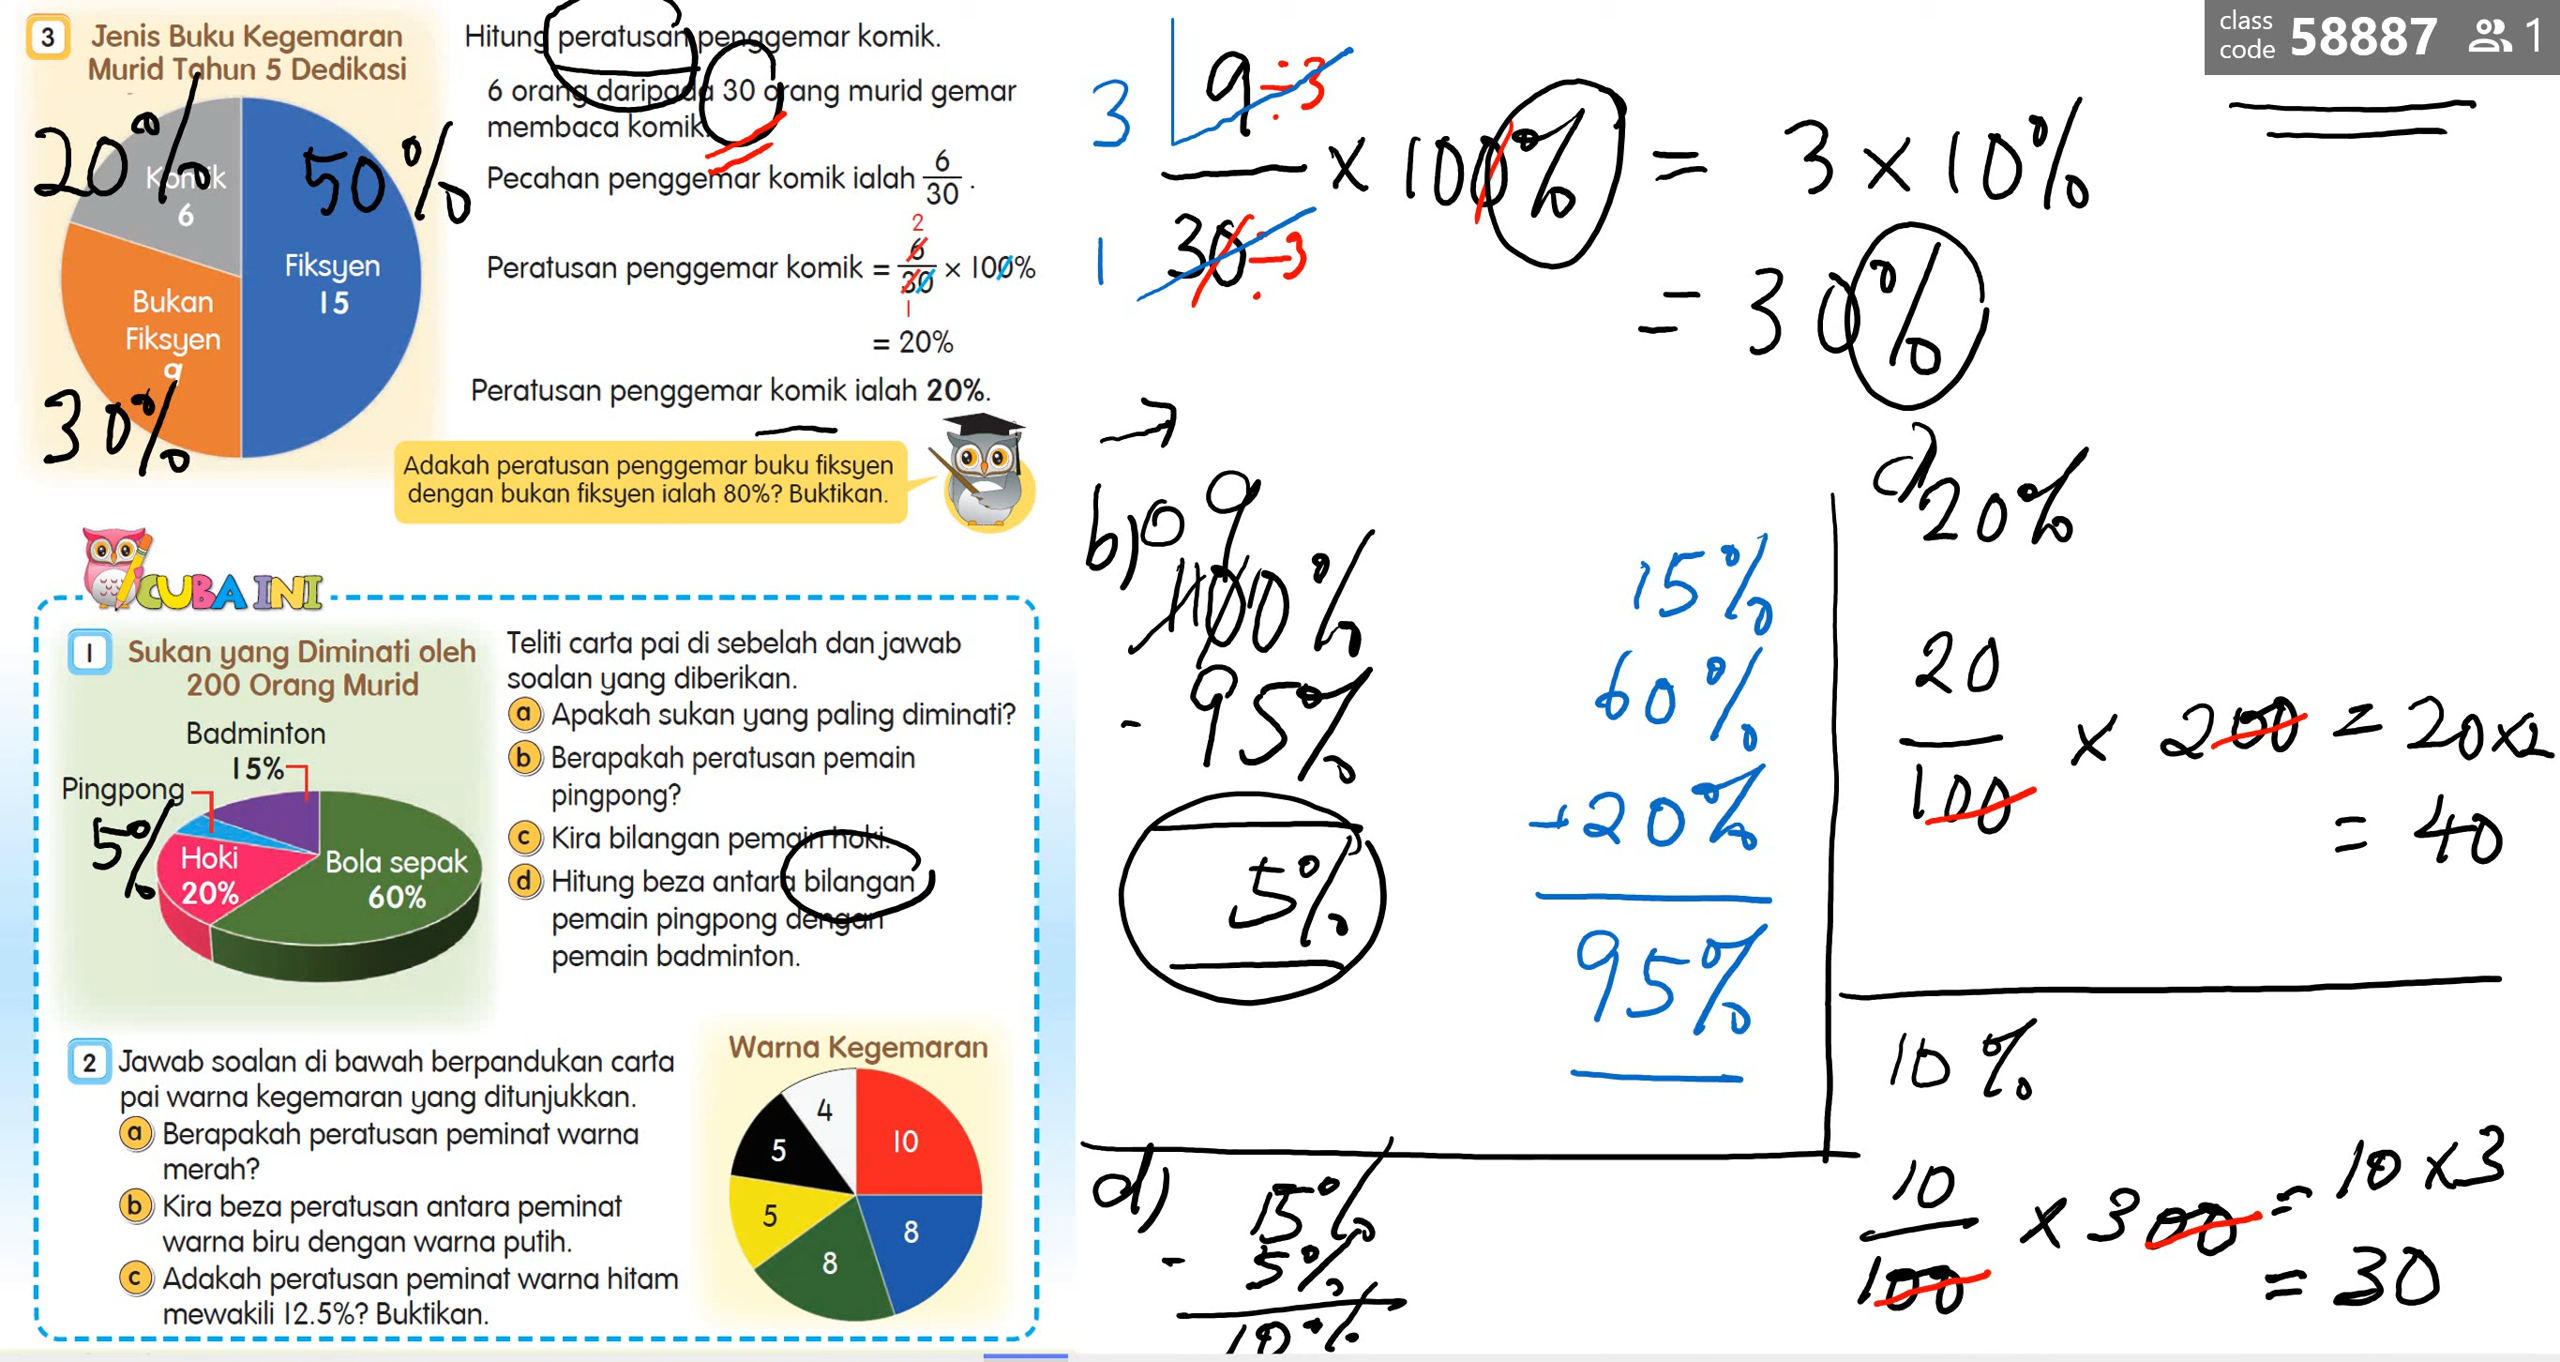 class code 58887 1
3 Jenis Buku Kegemaran
Murid Tahun 5 Dedikasi
20%
Komik
6
50%
Fiksyen
15
Bukan
Fiksyen
9
30%
Hitung peratusan penggemar komik.
6 orang daripada 30 orang murid gemar
membaca komik.
Pecahan penggemar komik ialah 6/30 .
2
Peratusan penggemar komik = 6/30 × 100%
1
= 20%
Peratusan penggemar komik ialah 20%.
Adakah peratusan penggemar buku fiksyen
dengan bukan fiksyen ialah 80%? Buktikan.
CUBA INI
1 Sukan yang Diminati oleh
200 Orang Murid
Badminton
15%
Pingpong
5%
Hoki
20%
Bola sepak
60%
Teliti carta pai di sebelah dan jawab
soalan yang diberikan.
a Apakah sukan yang paling diminati?
b Berapakah peratusan pemain
pingpong?
c Kira bilangan pemain hoki.
d Hitung beza antara bilangan
pemain pingpong dengan
pemain badminton.
2 Jawab soalan di bawah berpandukan carta
pai warna kegemaran yang ditunjukkan.
a Berapakah peratusan peminat warna
merah?
b Kira beza peratusan antara peminat
warna biru dengan warna putih.
c Adakah peratusan peminat warna hitam
mewakili 12.5%? Buktikan.
Warna Kegemaran
4
10
5
5
8
8
3 9÷3
1 30÷3
× 100% = 3 × 10%
= 30%
b) 0 9
100%
- 95%
5%
15%
60%
+20%
95%
c) 20%
20/100 × 200 = 20×2
= 40
10%
10/100 × 300 = 10×3
= 30
d) 15%
- 5%
10%